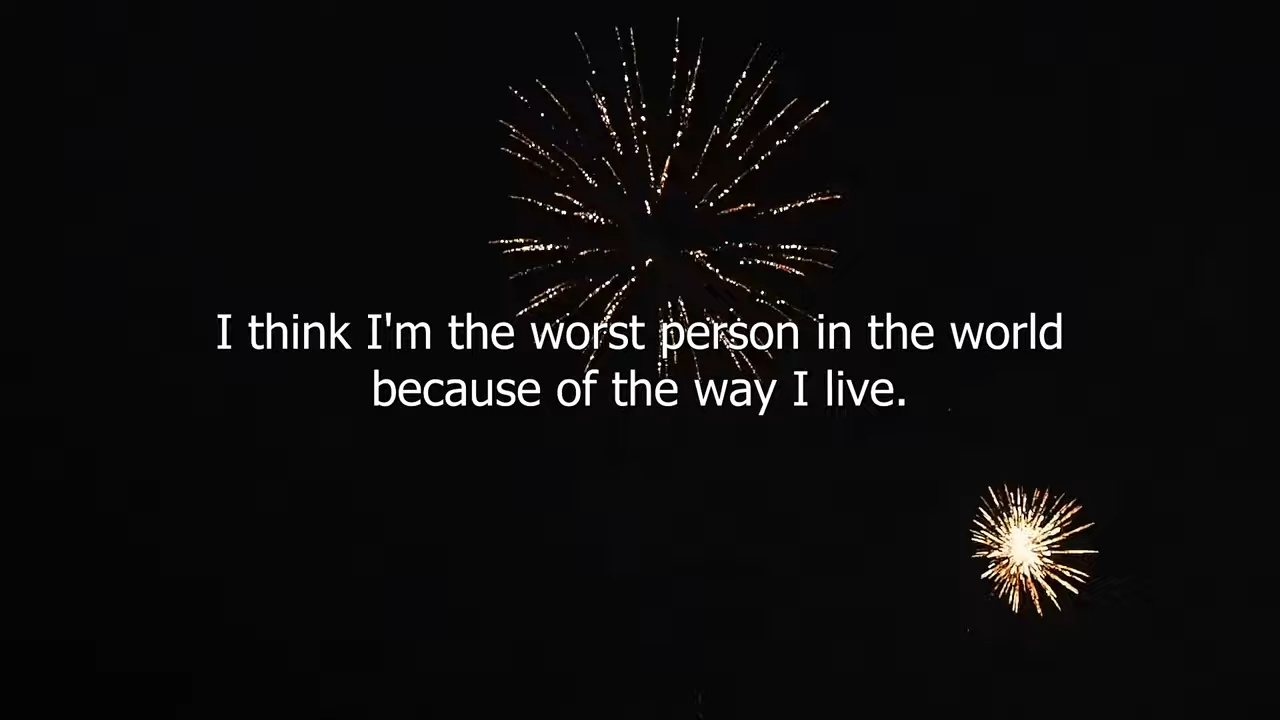 I think I'm the worst person in the world
because of the way I live.